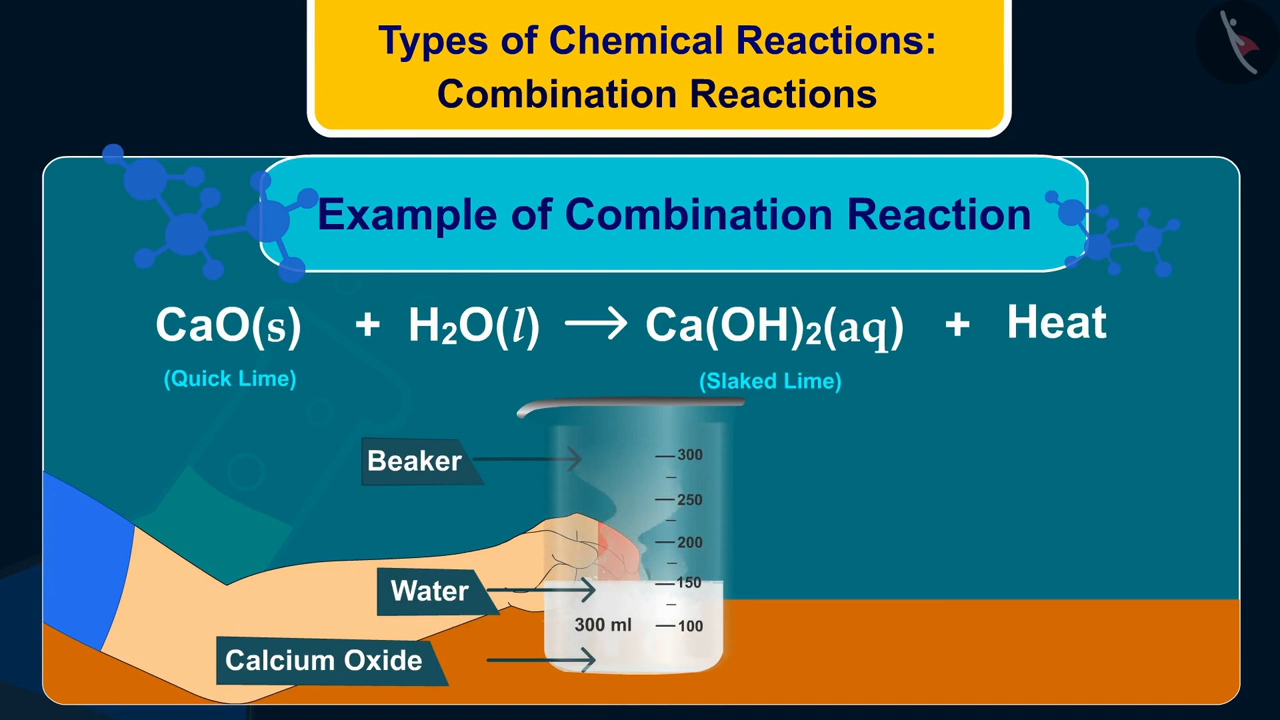 Types of Chemical Reactions:
Combination Reactions
Example of Combination Reaction
CaO(s) + H₂O(l) → Ca(OH)₂(aq) + Heat
(Quick Lime) (Slaked Lime)
Beaker
300
250
200
Water
150
300 ml
100
Calcium Oxide